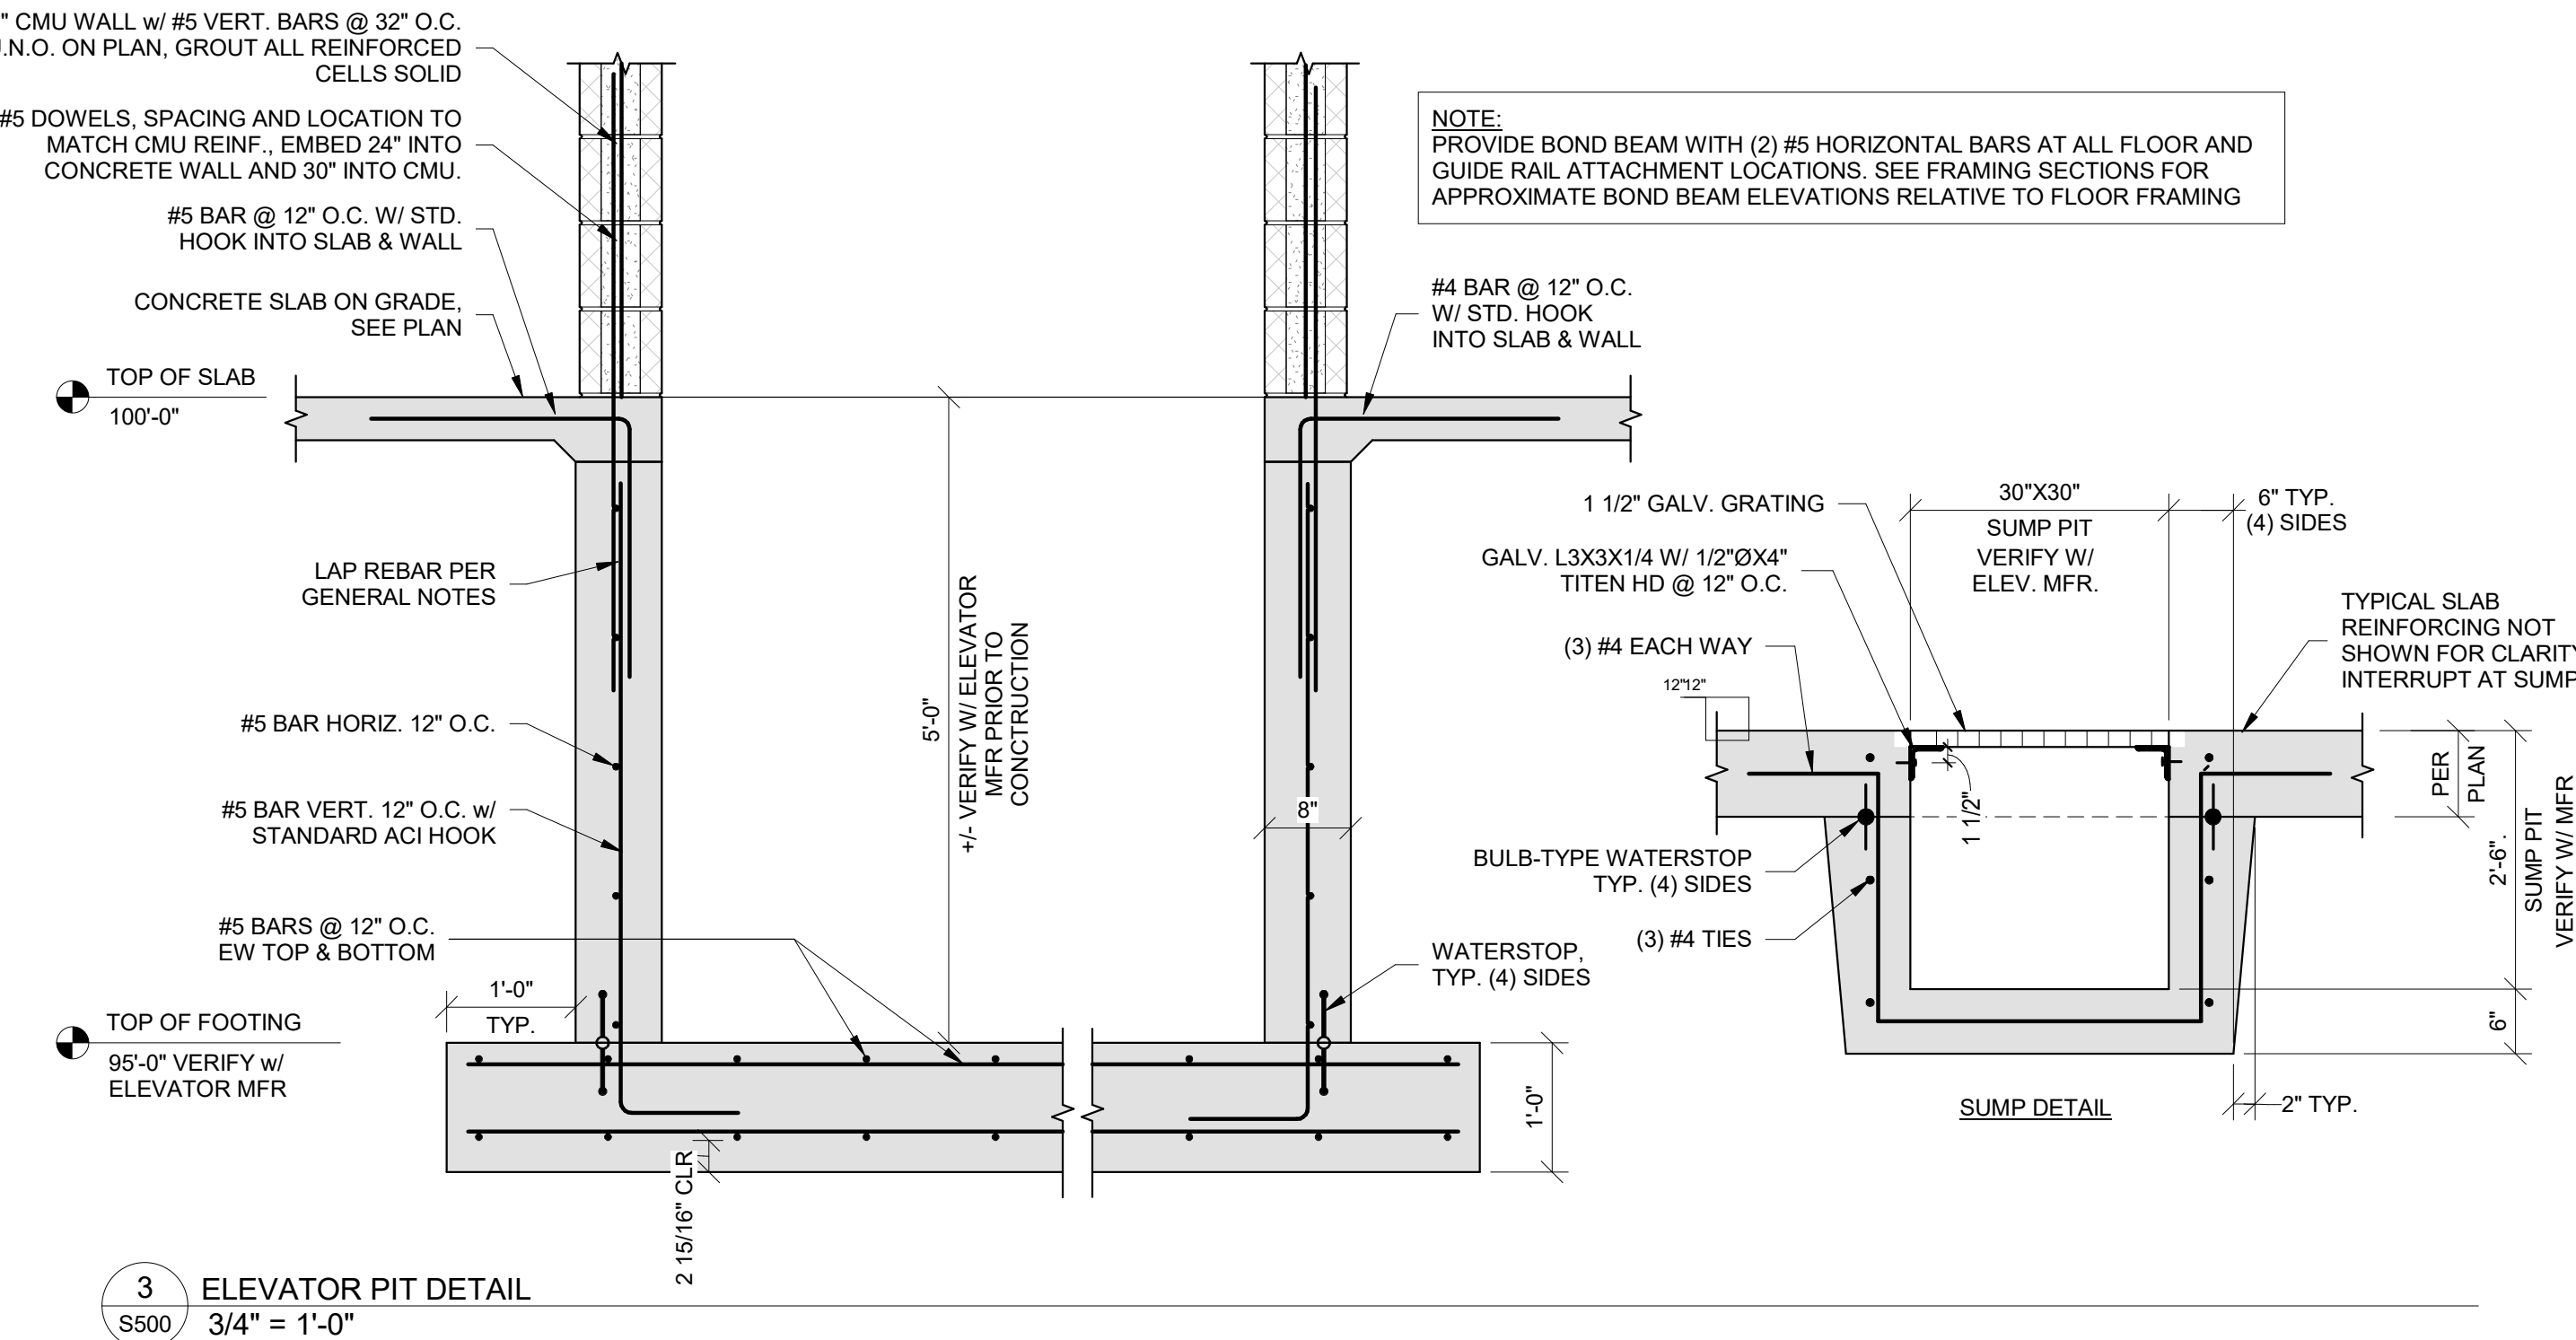 " CMU WALL w/ #5 VERT. BARS @ 32" O.C.
U.N.O. ON PLAN, GROUT ALL REINFORCED
CELLS SOLID
#5 DOWELS, SPACING AND LOCATION TO
MATCH CMU REINF., EMBED 24" INTO
CONCRETE WALL AND 30" INTO CMU.
#5 BAR @ 12" O.C. W/ STD.
HOOK INTO SLAB & WALL
CONCRETE SLAB ON GRADE,
SEE PLAN
TOP OF SLAB
100'-0"
LAP REBAR PER
GENERAL NOTES
#5 BAR HORIZ. 12" O.C.
#5 BAR VERT. 12" O.C. w/
STANDARD ACI HOOK
#5 BARS @ 12" O.C.
EW TOP & BOTTOM
1'-0"
TYP.
TOP OF FOOTING
95'-0" VERIFY w/
ELEVATOR MFR
2 15/16" CLR
5'-0"
+/- VERIFY W/ ELEVATOR
MFR PRIOR TO
CONCTRUCTION
8"
1'-0"
NOTE:
PROVIDE BOND BEAM WITH (2) #5 HORIZONTAL BARS AT ALL FLOOR AND
GUIDE RAIL ATTACHMENT LOCATIONS. SEE FRAMING SECTIONS FOR
APPROXIMATE BOND BEAM ELEVATIONS RELATIVE TO FLOOR FRAMING
#4 BAR @ 12" O.C.
W/ STD. HOOK
INTO SLAB & WALL
WATERSTOP,
TYP. (4) SIDES
1 1/2" GALV. GRATING
GALV. L3X3X1/4 W/ 1/2"ØX4"
TITEN HD @ 12" O.C.
(3) #4 EACH WAY
12"12"
BULB-TYPE WATERSTOP
TYP. (4) SIDES
(3) #4 TIES
30"X30"
SUMP PIT
VERIFY W/
ELEV. MFR.
6" TYP.
(4) SIDES
TYPICAL SLAB
REINFORCING NOT
SHOWN FOR CLARITY
INTERRUPT AT SUMP
1 1/2"
PER
PLAN
2'-6".
SUMP PIT
VERIFY W/ MFR
6"
2" TYP.
SUMP DETAIL
3
S500
ELEVATOR PIT DETAIL
3/4" = 1'-0"